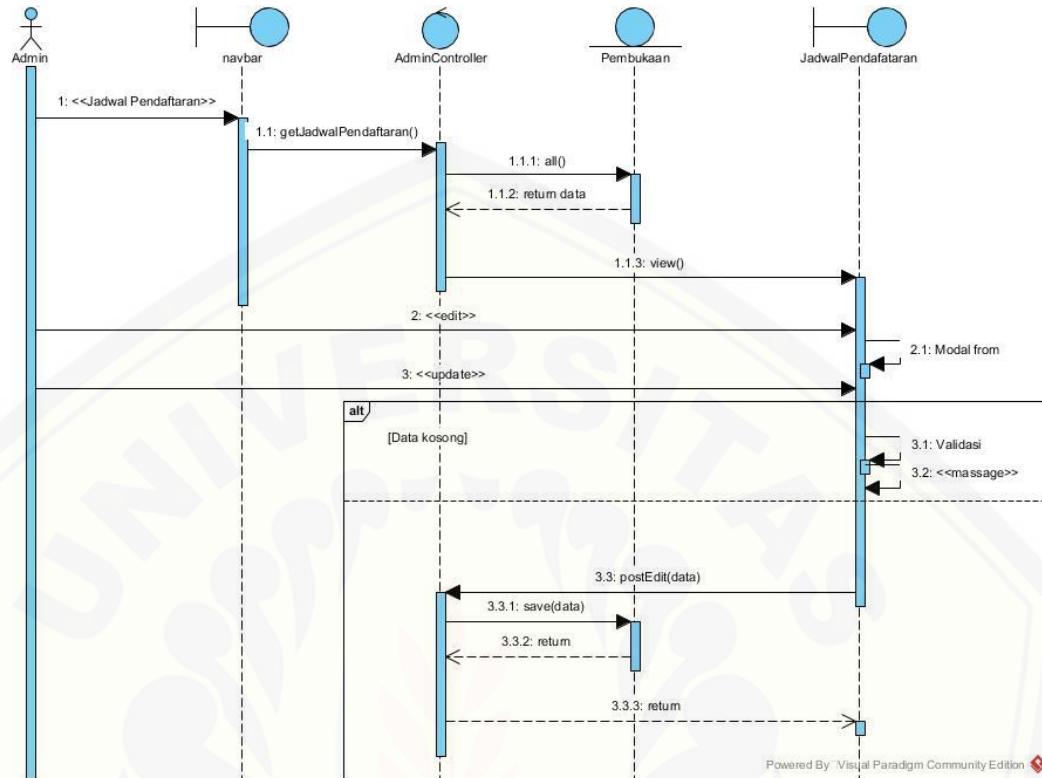 Admin
navbar
AdminController
Pembukaan
JadwalPendafataran
1: <<Jadwal Pendaftaran>>
1.1: getJadwalPendaftaran()
1.1.1: all()
1.1.2: return data
1.1.3: view()
2: <<edit>>
2.1: Modal from
3: <<update>>
alt
[Data kosong]
3.1: Validasi
3.2: <<massage>>
3.3: postEdit(data)
3.3.1: save(data)
3.3.2: return
3.3.3: return
UNIVERSITAS
Powered By Visual Paradigm Community Edition